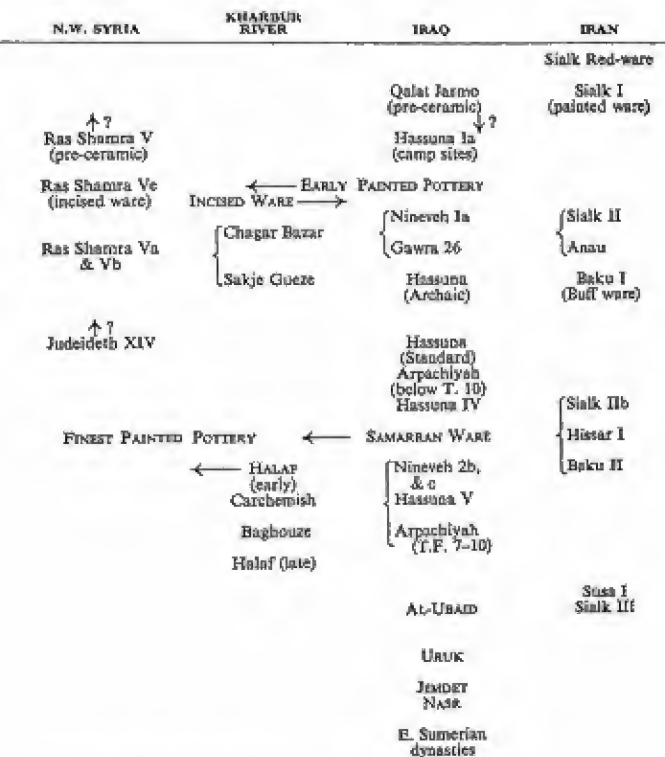 N.W. SYRIA KHARBUR RIVER IRAQ IRAN
Sialk Red-ware
Qalat Jarmo Sialk I
(pre-ceramic) (painted ware)
↑ ? ↓ ?
Ras Shamra V Hassuna Ia
(pre-ceramic) (camp sites)
Ras Shamra Vc ← EARLY PAINTED POTTERY
(incised ware) INCISED WARE →
Chagar Bazar Nineveh Ia Sialk II
Ras Shamra Va Gawra 26 Anau
& Vb
Sakje Gueze Hassuna Baku I
(Archaic) (Buff ware)
↑ ?
Judeideth XIV Hassuna
(Standard)
Arpachiyah
(below T. 10)
Hassuna IV Sialk IIb
FINEST PAINTED POTTERY ← SAMARRAN WARE Hissar I
← HALAF Nineveh 2b, Baku II
(early) & c
Carchemish Hassuna V
Baghouze Arpachiyah
(T.F. 7–10)
Halaf (late)
Susa I
AL-UBAID Sialk III
URUK
JEMDET
NASR
E. Sumerian
dynasties